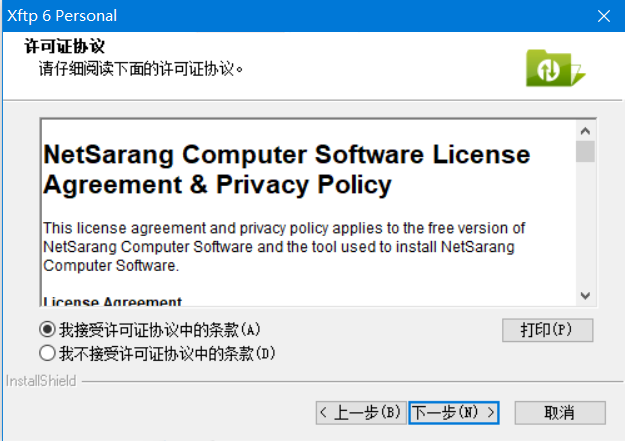 Xftp 6 Personal
许可证协议
请仔细阅读下面的许可证协议。
NetSarang Computer Software License
Agreement & Privacy Policy
This license agreement and privacy policy applies to the free version of
NetSarang Computer Software and the tool used to install NetSarang
Computer Software.
License Agreement
我接受许可证协议中的条款(A)
打印(P)
我不接受许可证协议中的条款(D)
InstallShield
< 上一步(B)
下一步(N) >
取消